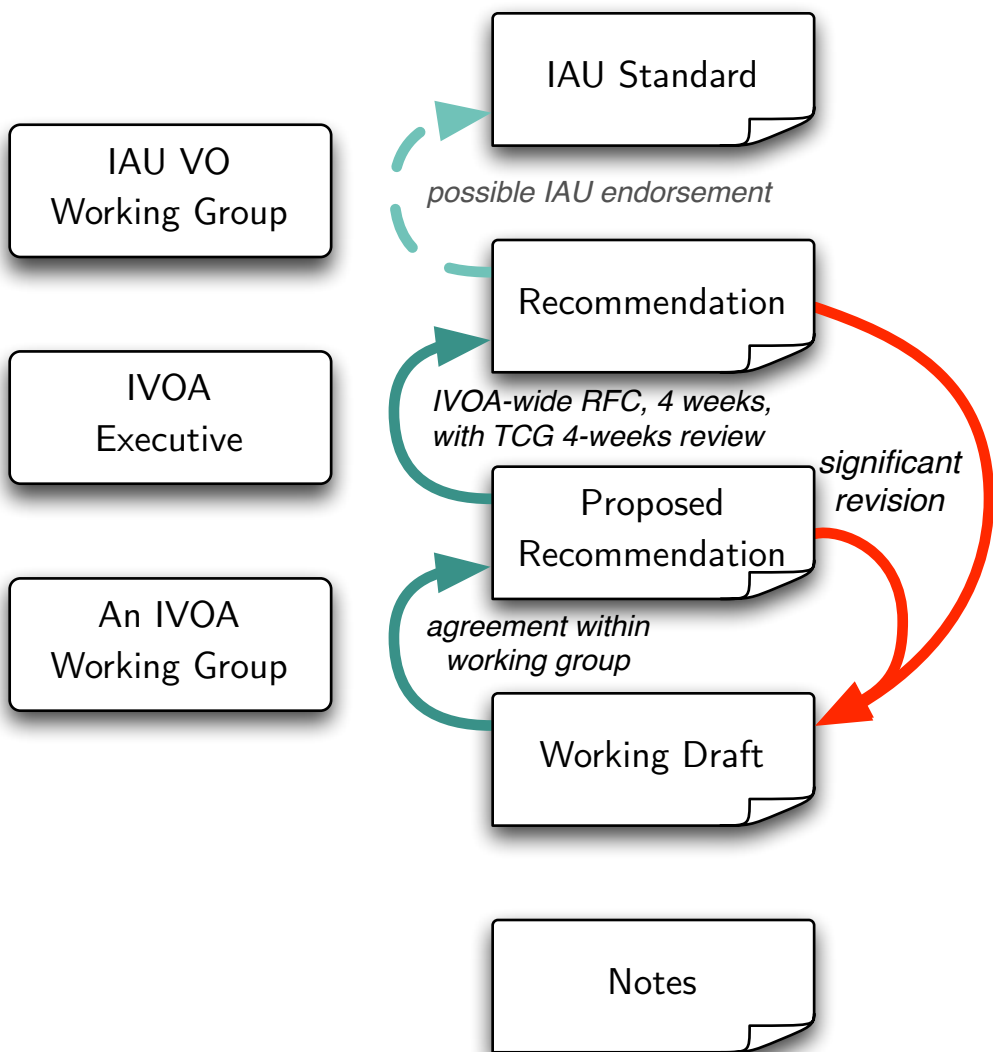 IAU Standard
IAU VO
Working Group
possible IAU endorsement
Recommendation
IVOA
Executive
IVOA-wide RFC, 4 weeks,
with TCG 4-weeks review
significant
revision
Proposed
Recommendation
An IVOA
Working Group
agreement within
working group
Working Draft
Notes